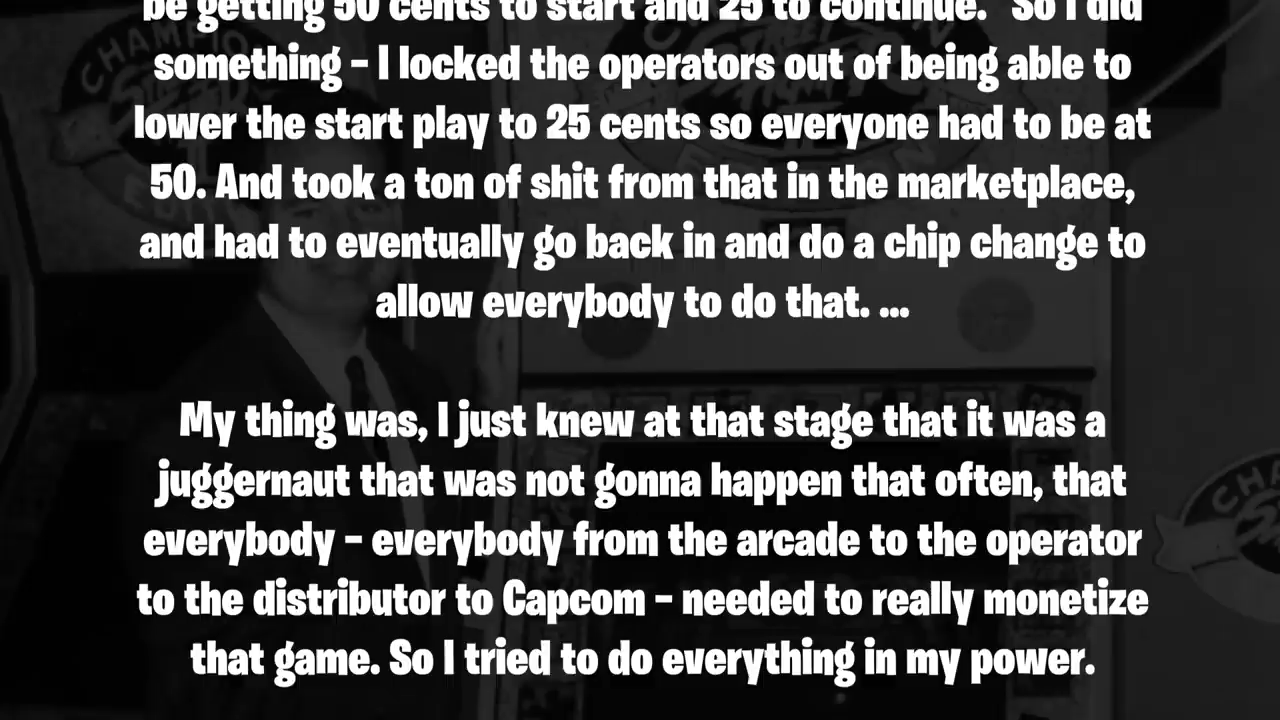 be getting 50 cents to start and 25 to continue." So I did
something – I locked the operators out of being able to
lower the start play to 25 cents so everyone had to be at
50. And took a ton of shit from that in the marketplace,
and had to eventually go back in and do a chip change to
allow everybody to do that. ...
My thing was, I just knew at that stage that it was a
juggernaut that was not gonna happen that often, that
everybody – everybody from the arcade to the operator
to the distributor to Capcom – needed to really monetize
that game. So I tried to do everything in my power.